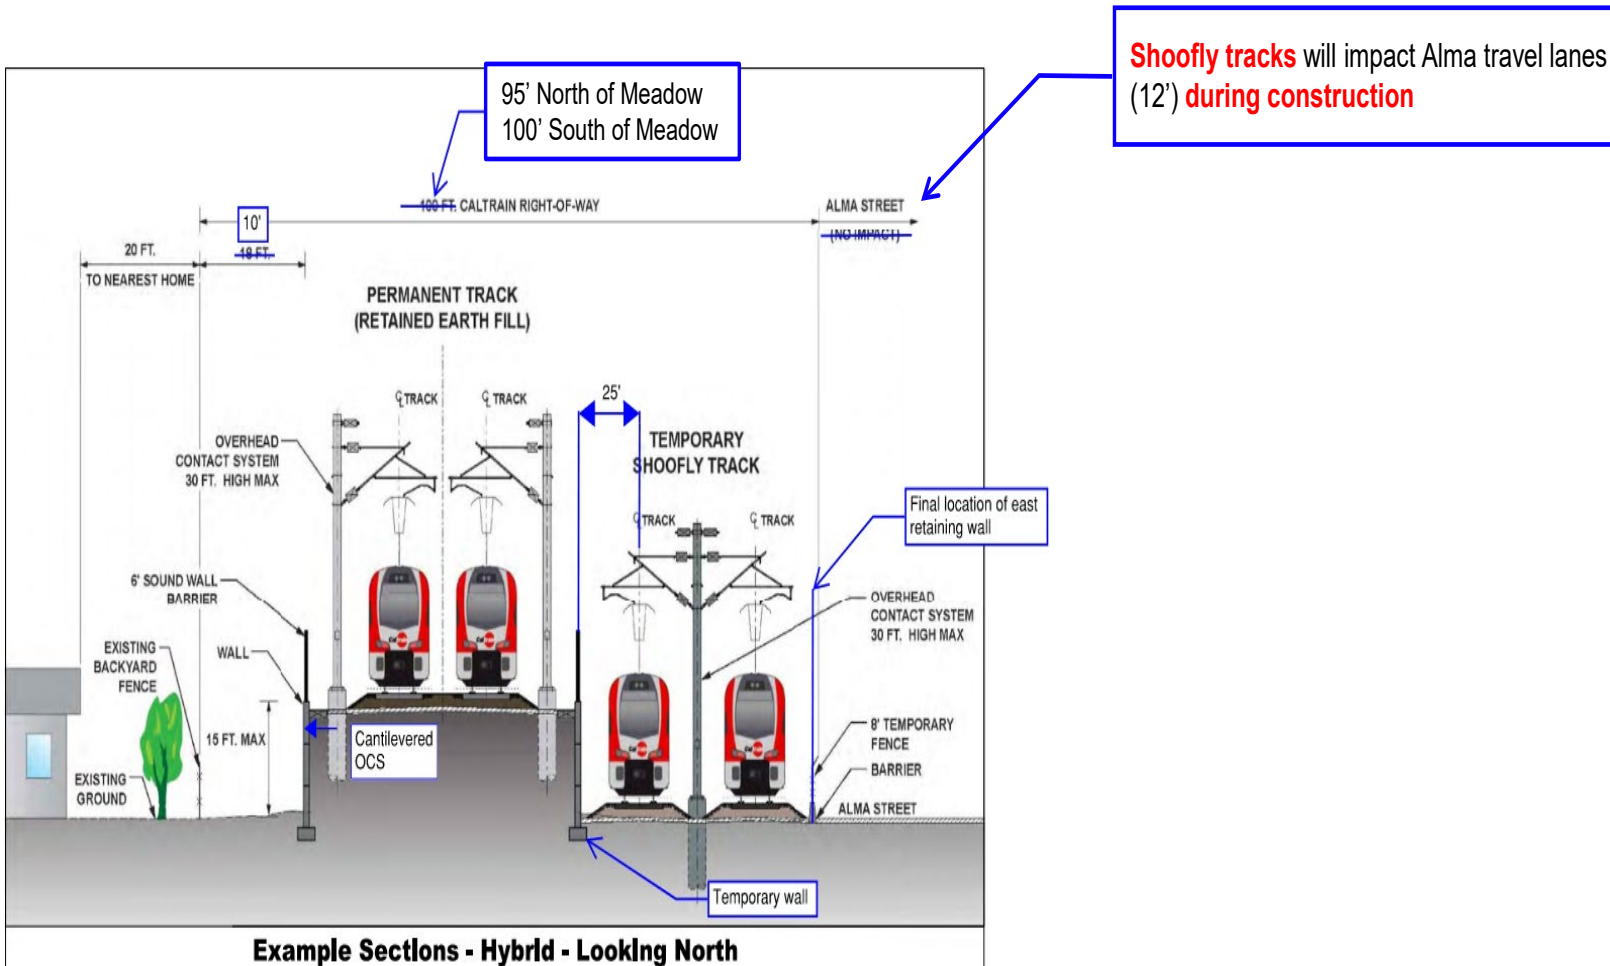 Shoofly tracks will impact Alma travel lanes
(12’) during construction
95’ North of Meadow
100’ South of Meadow
100 FT. CALTRAIN RIGHT-OF-WAY
ALMA STREET
(NO IMPACT)
10’
20 FT.
18 FT.
TO NEAREST HOME
PERMANENT TRACK
(RETAINED EARTH FILL)
℄ TRACK
℄ TRACK
25’
OVERHEAD
CONTACT SYSTEM
30 FT. HIGH MAX
TEMPORARY
SHOOFLY TRACK
℄ TRACK
℄ TRACK
Final location of east
retaining wall
6' SOUND WALL
BARRIER
OVERHEAD
CONTACT SYSTEM
30 FT. HIGH MAX
EXISTING
BACKYARD
FENCE
WALL
15 FT. MAX
Cantilevered
OCS
8' TEMPORARY
FENCE
BARRIER
EXISTING
GROUND
ALMA STREET
Temporary wall
Example Sections - Hybrid - Looking North